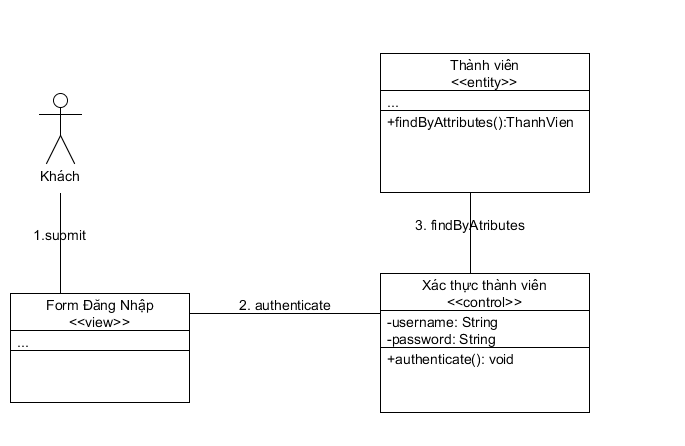 Thành viên
<<entity>>
...
+findByAttributes():ThanhVien
Khách
1.submit
3. findByAtributes
Form Đăng Nhập
<<view>>
...
2. authenticate
Xác thực thành viên
<<control>>
-username: String
-password: String
+authenticate(): void